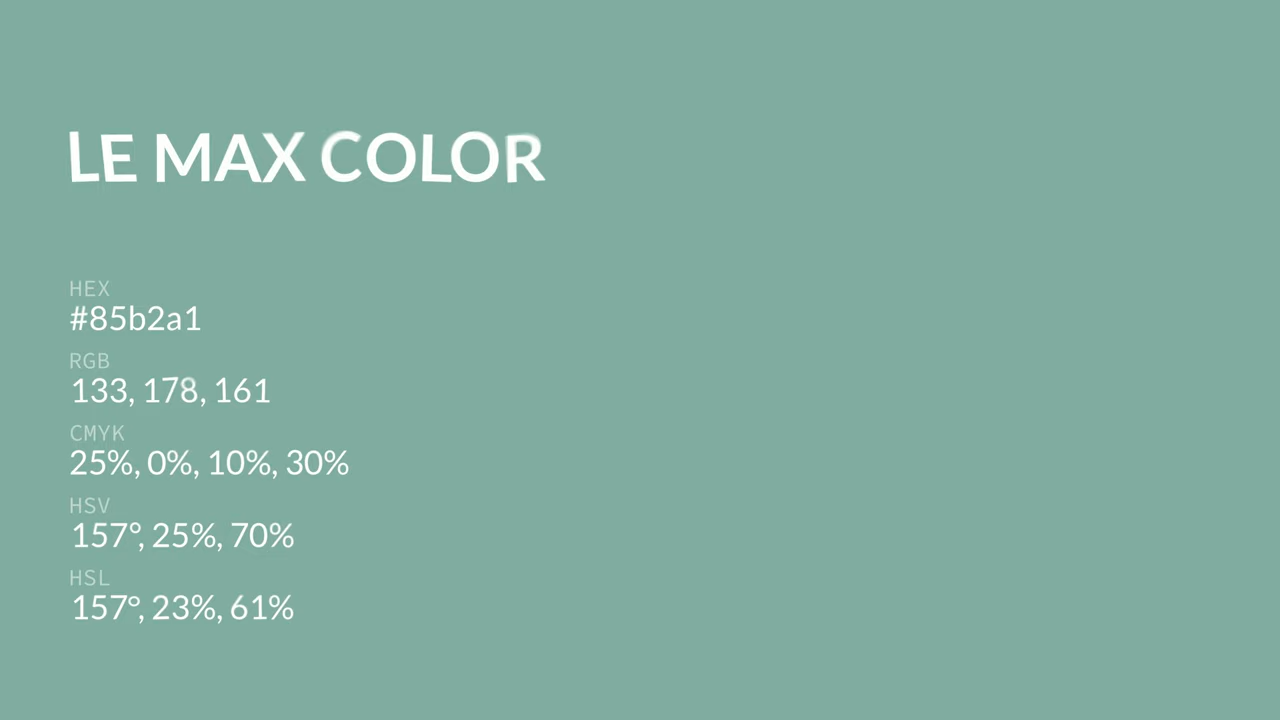 LE MAX COLOR
HEX
#85b2a1
RGB
133, 178, 161
CMYK
25%, 0%, 10%, 30%
HSV
157°, 25%, 70%
HSL
157°, 23%, 61%